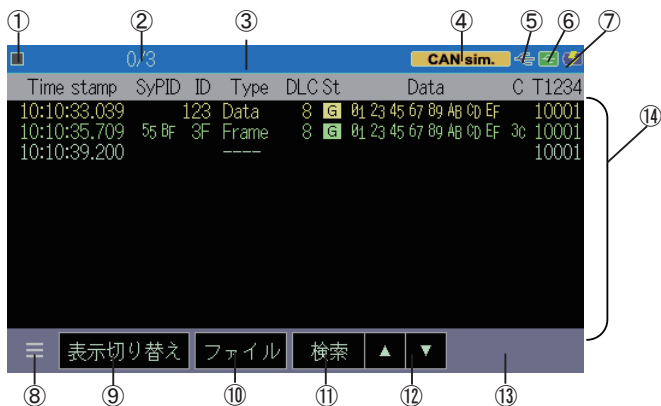 ① ② ③ ④ ⑤ ⑥ ⑦
0/3 CAN sim.
Time stamp SyPID ID Type DLC St Data C T1234
10:10:33.039 123 Data 8 G 01 23 45 67 89 AB CD EF 10001
10:10:35.709 55 BF 3F Frame 8 G 01 23 45 67 89 AB CD EF 3C 10001
10:10:39.200 ---- 10001
⑭
☰ 表示切り替え ファイル 検索 ▲ ▼
⑧ ⑨ ⑩ ⑪ ⑫ ⑬